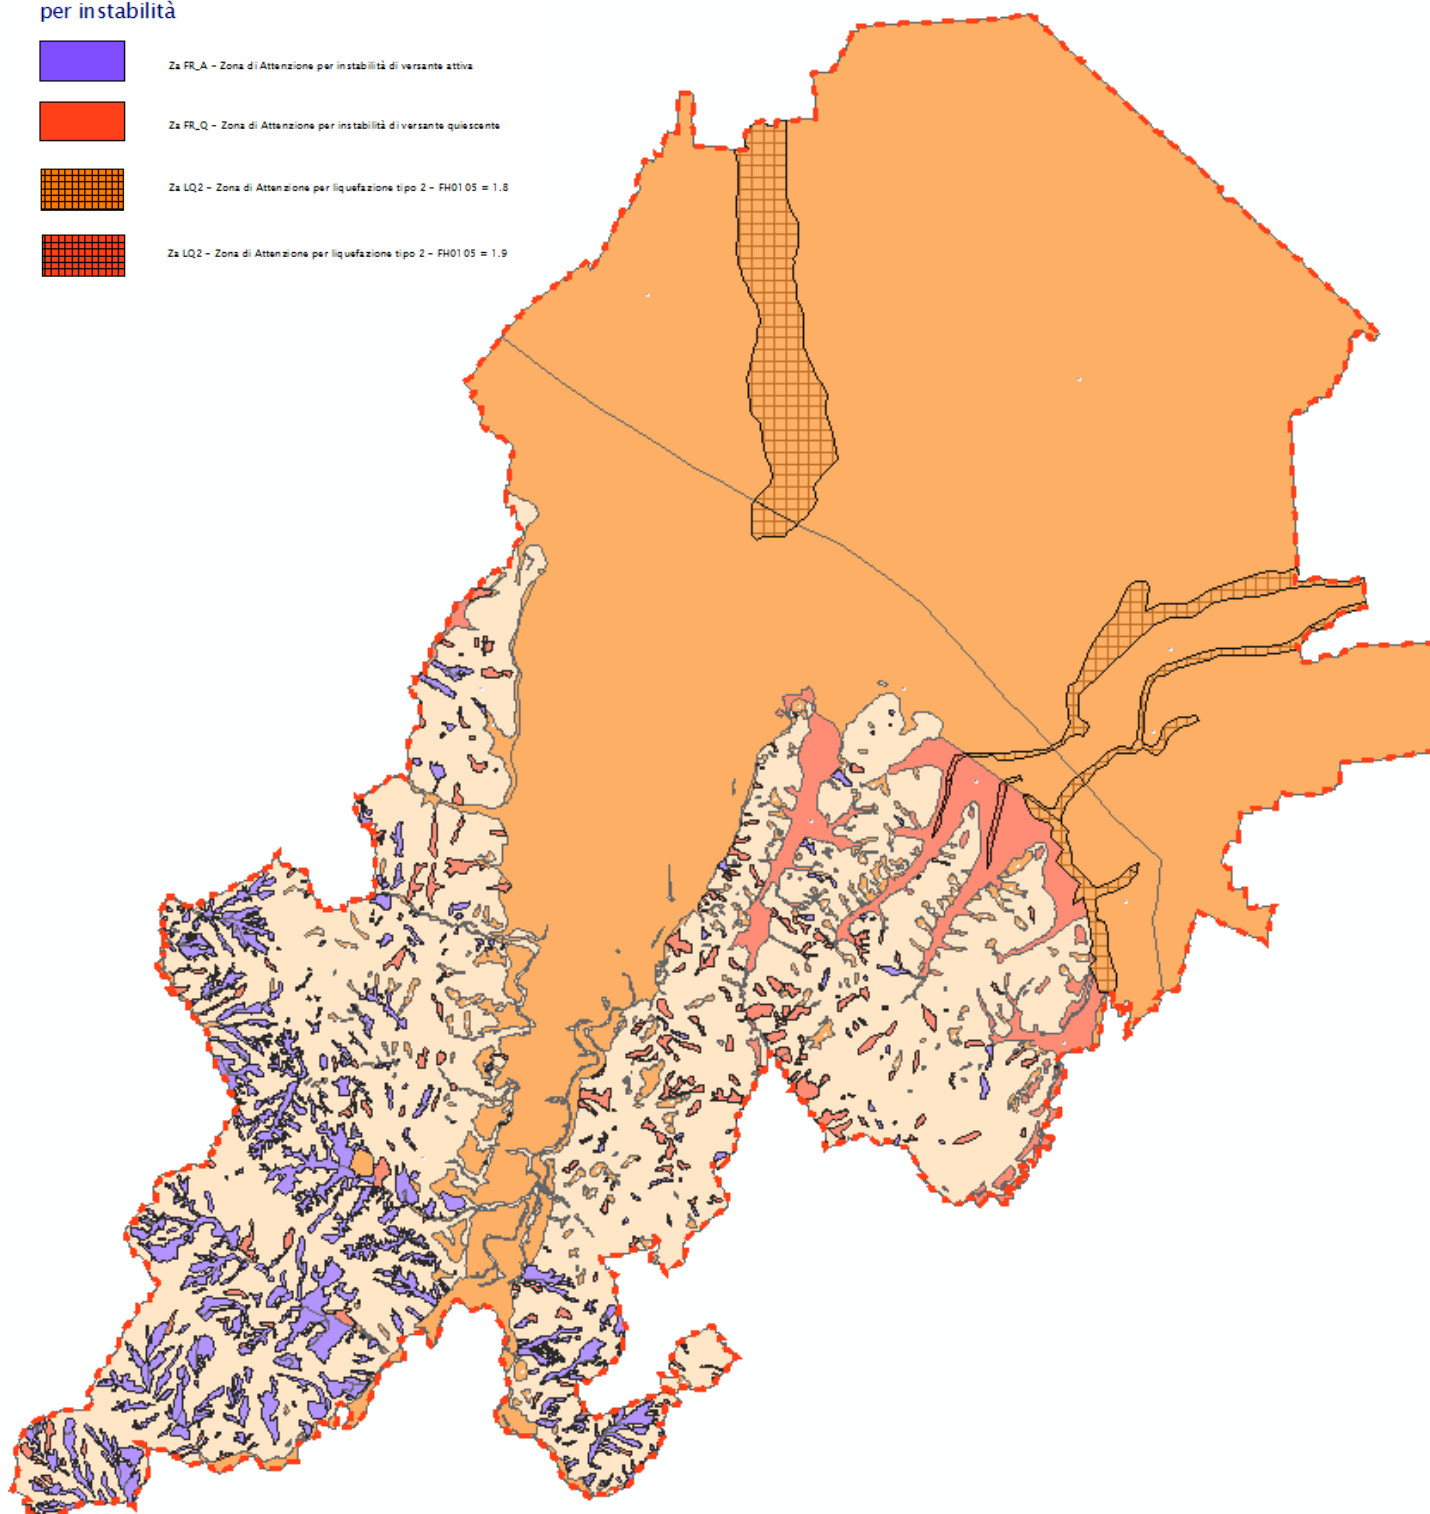 per instabilità
Za FR_A - Zona di Attenzione per instabilità di versante attiva
Za FR_Q - Zona di Attenzione per instabilità di versante quiescente
Za LQ2 - Zona di Attenzione per liquefazione tipo 2 - FH0105 = 1.8
Za LQ2 - Zona di Attenzione per liquefazione tipo 2 - FH0105 = 1.9